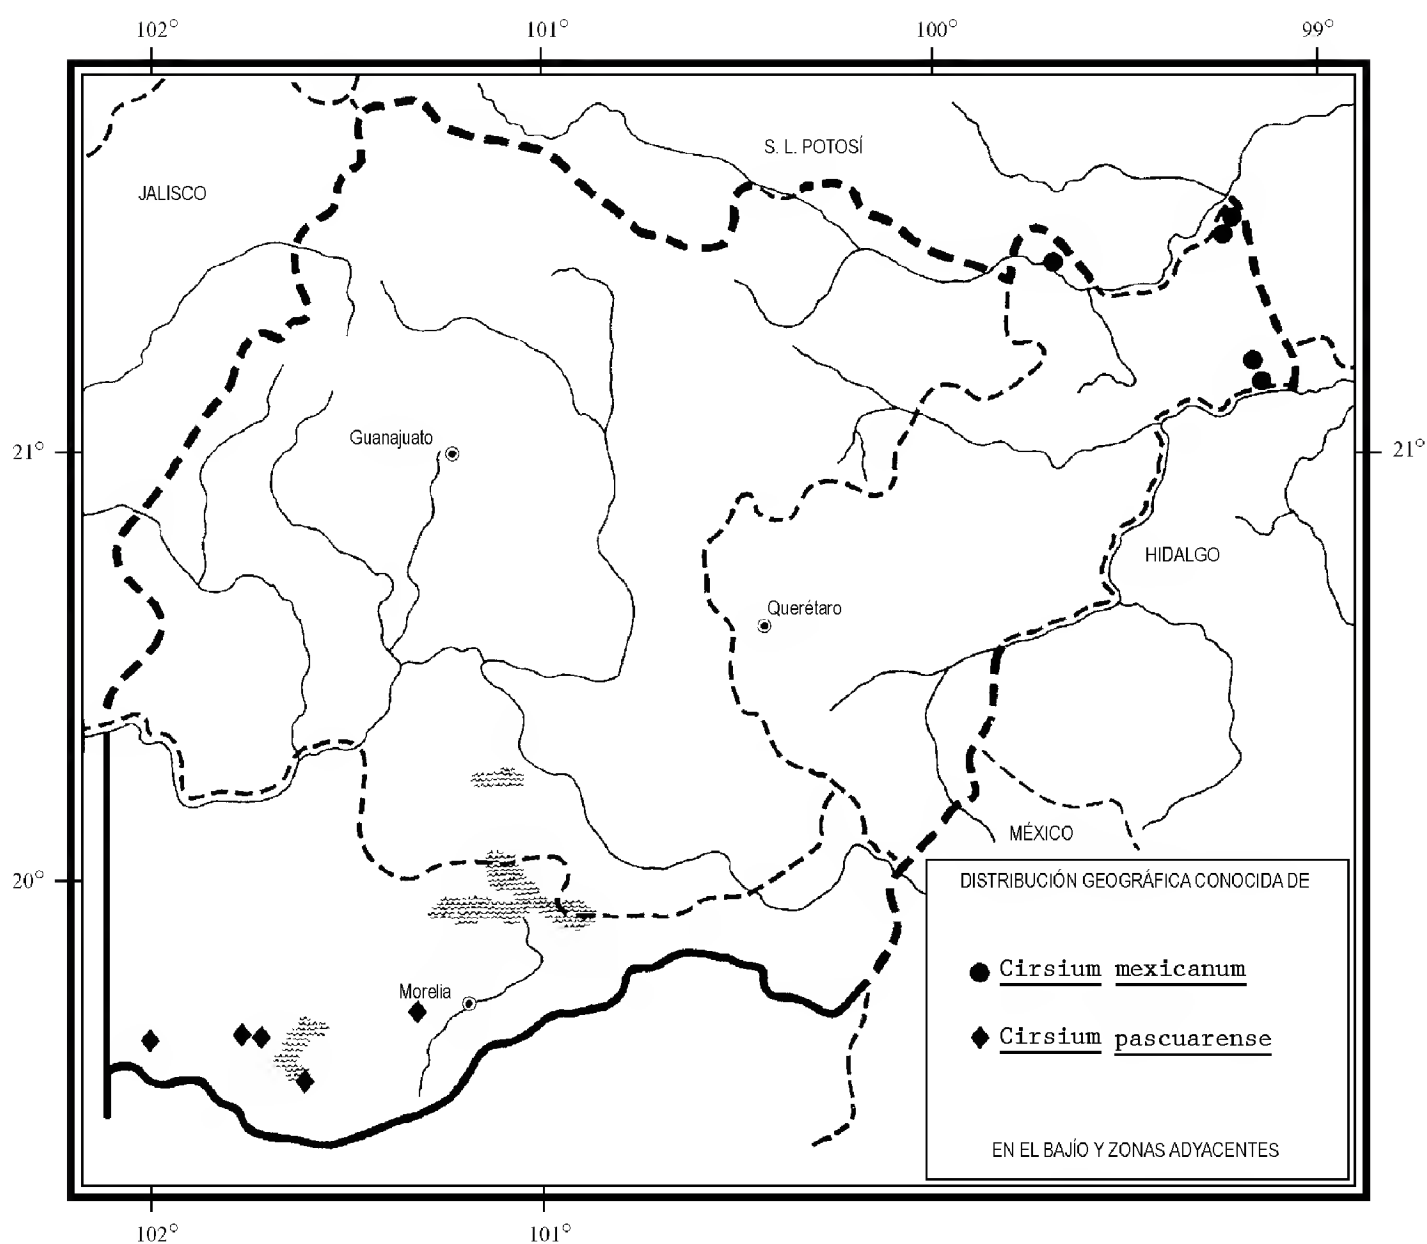 102° 101° 100° 99°
S. L. POTOSÍ
JALISCO
Guanajuato
21° 21°
HIDALGO
Querétaro
MÉXICO
20°
DISTRIBUCIÓN GEOGRÁFICA CONOCIDA DE
Cirsium mexicanum
Morelia
Cirsium pascuarense
EN EL BAJÍO Y ZONAS ADYACENTES
102° 101°